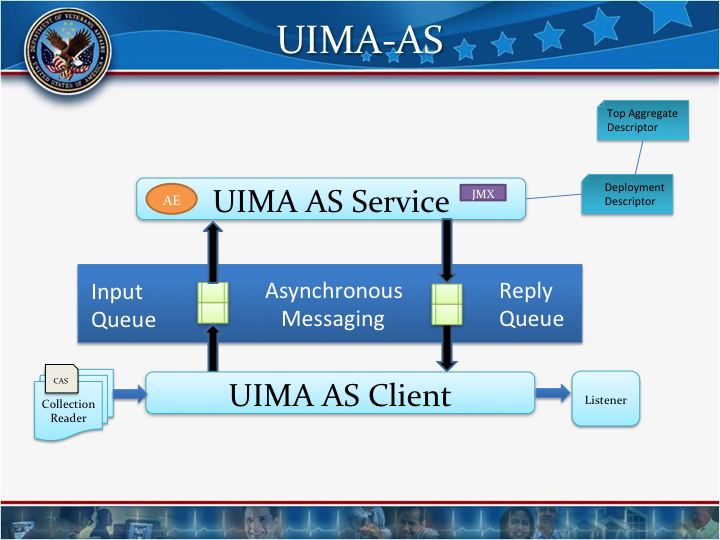 UIMA-AS
DEPARTMENT OF VETERANS AFFAIRS
UNITED STATES OF AMERICA
Top Aggregate
Descriptor
AE
UIMA AS Service
JMX
Deployment
Descriptor
Input
Queue
Asynchronous
Messaging
Reply
Queue
CAS
Collection
Reader
UIMA AS Client
Listener